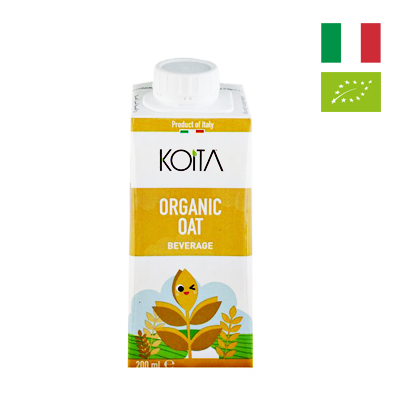 Product of Italy
KOITA
ORGANIC
OAT
BEVERAGE
200 ml ℮